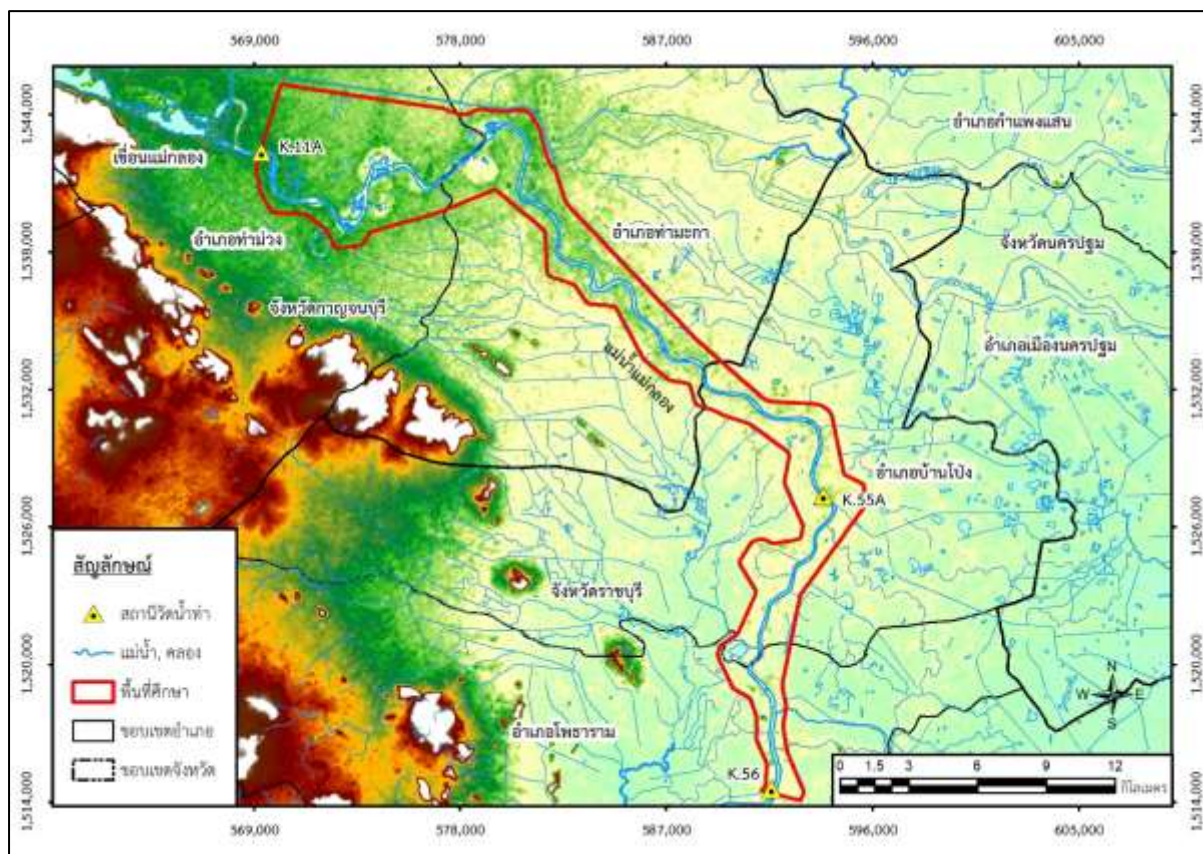 569,000 578,000 587,000 596,000 605,000
1,544,000 1,544,000
อำเภอกำแพงแสน
K.11A
เขื่อนแม่กลอง
อำเภอท่าม่วง
อำเภอท่ามะกา
จังหวัดนครปฐม
1,538,000 1,538,000
จังหวัดกาญจนบุรี
อำเภอเมืองนครปฐม
แม่น้ำแม่กลอง
1,532,000 1,532,000
อำเภอบ้านโป่ง
K.55A
1,526,000 1,526,000
จังหวัดราชบุรี
1,520,000 1,520,000
อำเภอโพธาราม
K.56
1,514,000 1,514,000
สัญลักษณ์
สถานีวัดน้ำท่า
แม่น้ำ, คลอง
พื้นที่ศึกษา
ขอบเขตอำเภอ
ขอบเขตจังหวัด
N
W E
S
0 1.5 3 6 9 12
กิโลเมตร
569,000 578,000 587,000 596,000 605,000